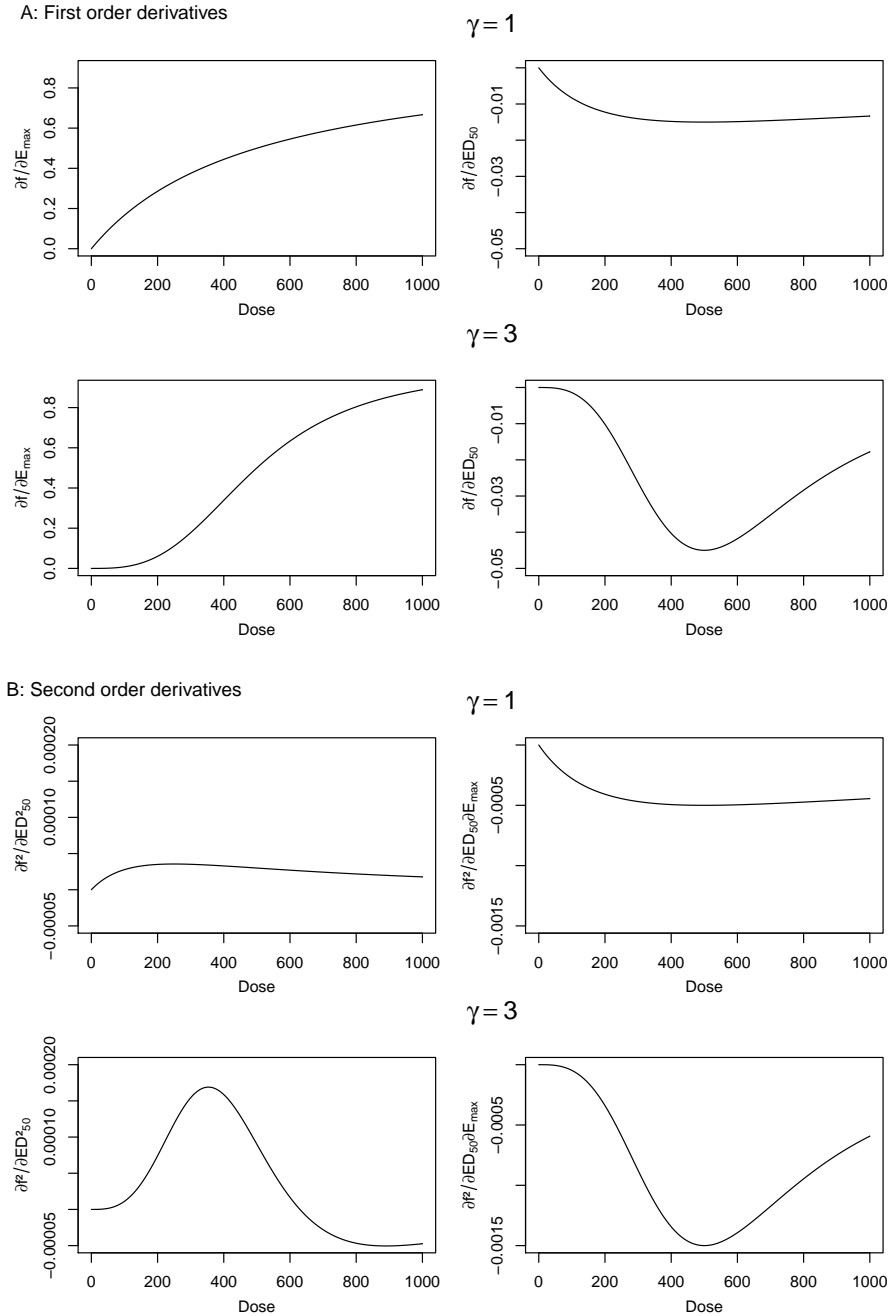 A: First order derivatives
γ = 1
0.0 0.2 0.4 0.6 0.8
∂f/∂Emax
0 200 400 600 800 1000
Dose
−0.05 −0.03 −0.01
∂f/∂ED50
0 200 400 600 800 1000
Dose
γ = 3
0.0 0.2 0.4 0.6 0.8
∂f/∂Emax
0 200 400 600 800 1000
Dose
−0.05 −0.03 −0.01
∂f/∂ED50
0 200 400 600 800 1000
Dose
B: Second order derivatives
γ = 1
−0.00005 0.00010 0.00020
∂f²/∂ED²50
0 200 400 600 800 1000
Dose
−0.0015 −0.0005
∂f²/∂ED50∂Emax
0 200 400 600 800 1000
Dose
γ = 3
−0.00005 0.00010 0.00020
∂f²/∂ED²50
0 200 400 600 800 1000
Dose
−0.0015 −0.0005
∂f²/∂ED50∂Emax
0 200 400 600 800 1000
Dose